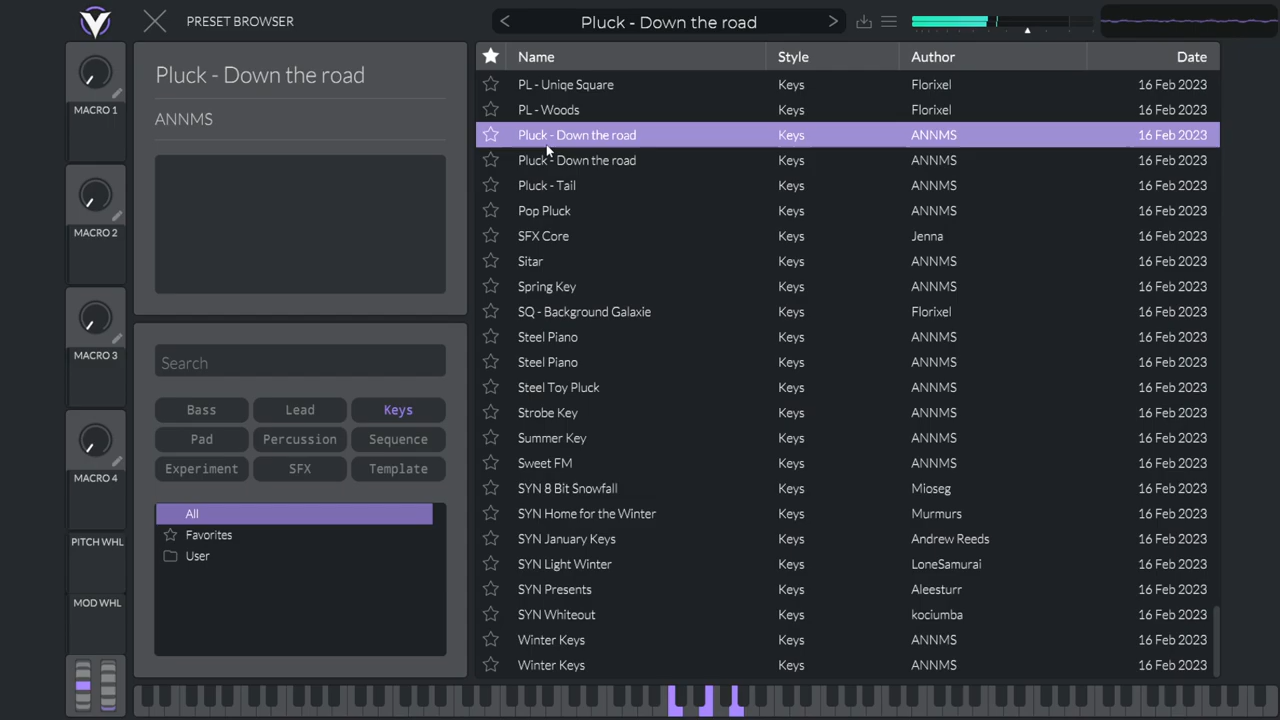 PRESET BROWSER
Pluck - Down the road
MACRO 1
MACRO 2
MACRO 3
MACRO 4
PITCH WHL
MOD WHL
Pluck - Down the road
ANNMS
Search
Bass Lead Keys
Pad Percussion Sequence
Experiment SFX Template
All
Favorites
User
Name Style Author Date
PL - Uniqe Square Keys Florixel 16 Feb 2023
PL - Woods Keys Florixel 16 Feb 2023
Pluck - Down the road Keys ANNMS 16 Feb 2023
Pluck - Down the road Keys ANNMS 16 Feb 2023
Pluck - Tail Keys ANNMS 16 Feb 2023
Pop Pluck Keys ANNMS 16 Feb 2023
SFX Core Keys Jenna 16 Feb 2023
Sitar Keys ANNMS 16 Feb 2023
Spring Key Keys ANNMS 16 Feb 2023
SQ - Background Galaxie Keys Florixel 16 Feb 2023
Steel Piano Keys ANNMS 16 Feb 2023
Steel Piano Keys ANNMS 16 Feb 2023
Steel Toy Pluck Keys ANNMS 16 Feb 2023
Strobe Key Keys ANNMS 16 Feb 2023
Summer Key Keys ANNMS 16 Feb 2023
Sweet FM Keys ANNMS 16 Feb 2023
SYN 8 Bit Snowfall Keys Mioseg 16 Feb 2023
SYN Home for the Winter Keys Murmurs 16 Feb 2023
SYN January Keys Keys Andrew Reeds 16 Feb 2023
SYN Light Winter Keys LoneSamurai 16 Feb 2023
SYN Presents Keys Aleesturr 16 Feb 2023
SYN Whiteout Keys kociumba 16 Feb 2023
Winter Keys Keys ANNMS 16 Feb 2023
Winter Keys Keys ANNMS 16 Feb 2023